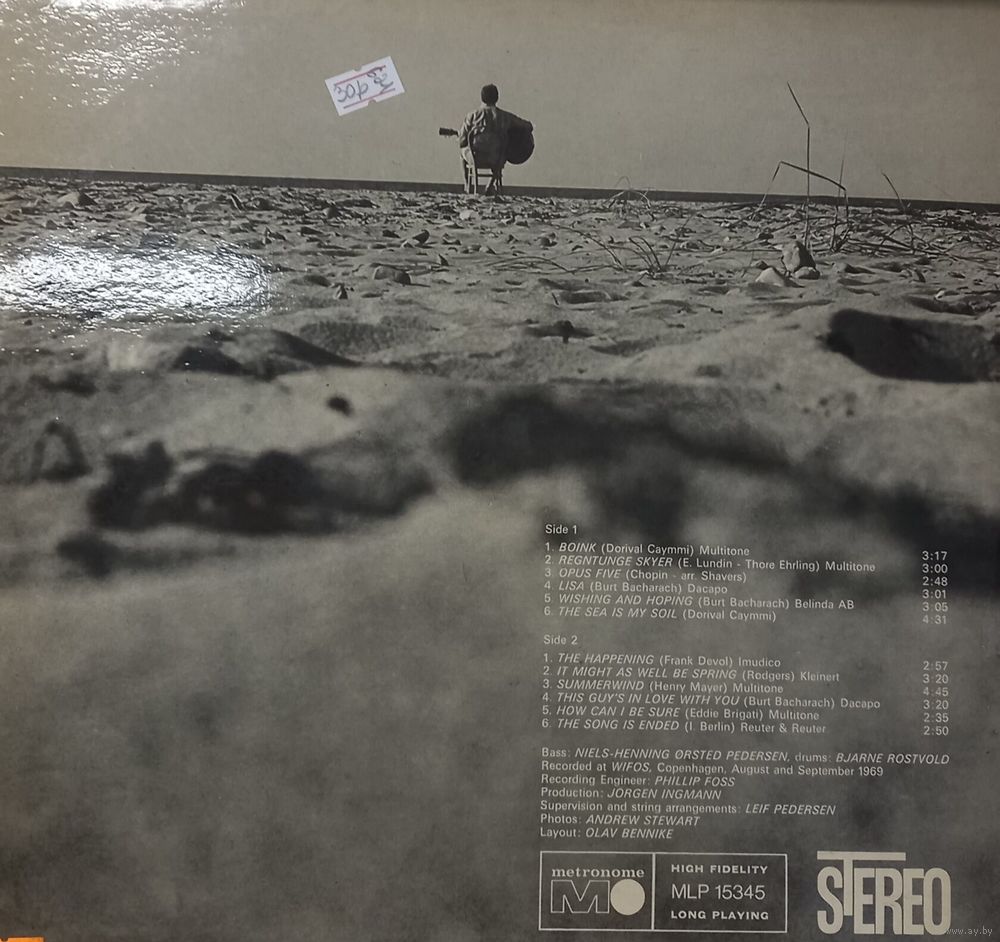 30р
Side 1
1. BOINK (Dorival Caymmi) Multitone 3:17
2. REGNTUNGE SKYER (E. Lundin - Thore Ehrling) Multitone 3:00
3. OPUS FIVE (Chopin - arr. Shavers) 2:48
4. LISA (Burt Bacharach) Dacapo 3:01
5. WISHING AND HOPING (Burt Bacharach) Belinda AB 3:05
6. THE SEA IS MY SOIL (Dorival Caymmi) 4:31
Side 2
1. THE HAPPENING (Frank Devol) Imudico 2:57
2. IT MIGHT AS WELL BE SPRING (Rodgers) Kleinert 3:20
3. SUMMERWIND (Henry Mayer) Multitone 4:45
4. THIS GUY'S IN LOVE WITH YOU (Burt Bacharach) Dacapo 3:20
5. HOW CAN I BE SURE (Eddie Brigati) Multitone 2:35
6. THE SONG IS ENDED (I. Berlin) Reuter & Reuter 2:50
Bass: NIELS-HENNING ØRSTED PEDERSEN, drums: BJARNE ROSTVOLD
Recorded at WIFOS, Copenhagen, August and September 1969
Recording Engineer: PHILLIP FOSS
Production: JÖRGEN INGMANN
Supervision and string arrangements: LEIF PEDERSEN
Photos: ANDREW STEWART
Layout: OLAV BENNIKE
metronome
HIGH FIDELITY
MLP 15345
LONG PLAYING
STEREO
www.ay.by